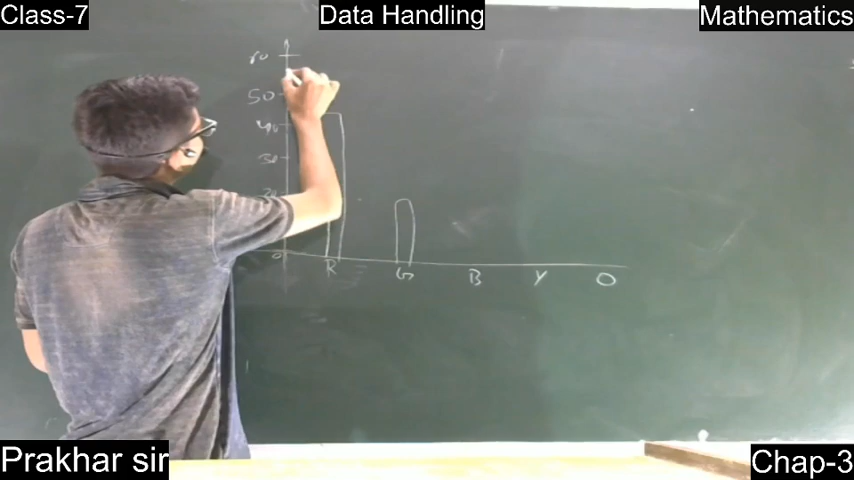 Class-7
Data Handling
Mathematics
60
50
40
30
20
0
R G B Y O
Prakhar sir
Chap-3